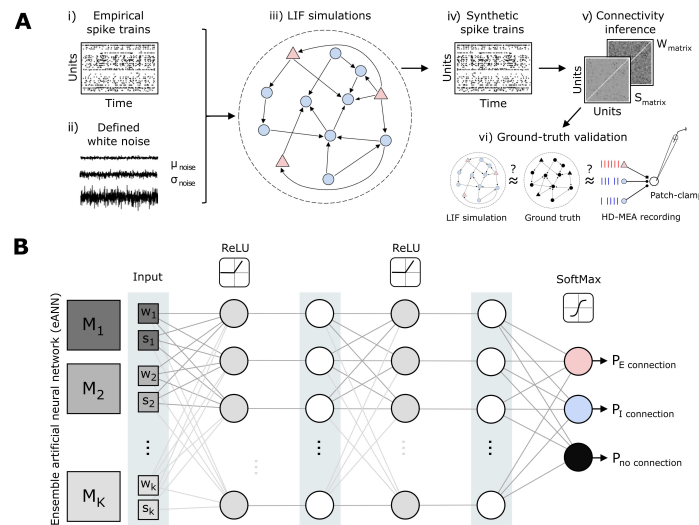 A
i) Empirical
spike trains
Units
Time
ii) Defined
white noise
μnoise
σnoise
iii) LIF simulations
iv) Synthetic
spike trains
Units
Time
v) Connectivity
inference
Wmatrix
Units
Smatrix
Units
vi) Ground-truth validation
?
≈
?
≈
Patch-clamp
LIF simulation
Ground truth
HD-MEA recording
B
Ensemble artificial neural network (eANN)
M1
M2
...
MK
Input
w1
s1
w2
s2
...
wk
sk
ReLU
...
...
ReLU
...
...
SoftMax
PE connection
PI connection
Pno connection